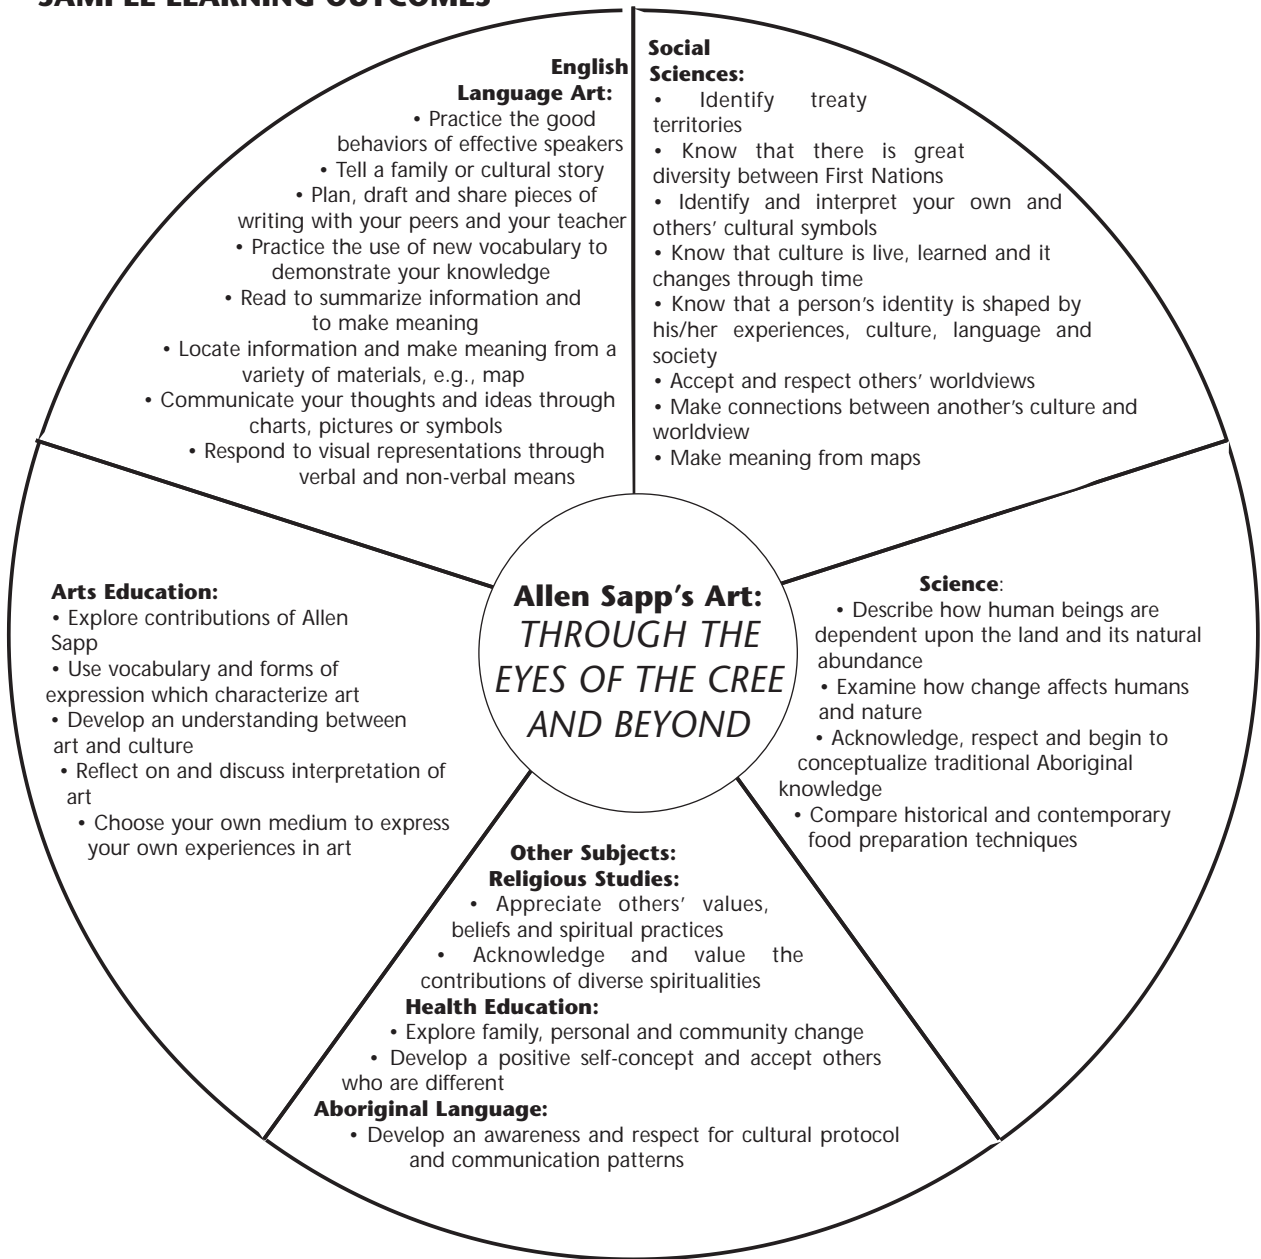 SAMPLE LEARNING OUTCOMES
English
Language Art:
• Practice the good
behaviors of effective speakers
• Tell a family or cultural story
• Plan, draft and share pieces of
writing with your peers and your teacher
• Practice the use of new vocabulary to
demonstrate your knowledge
• Read to summarize information and
to make meaning
• Locate information and make meaning from a
variety of materials, e.g., map
• Communicate your thoughts and ideas through
charts, pictures or symbols
• Respond to visual representations through
verbal and non-verbal means
Social
Sciences:
• Identify treaty
territories
• Know that there is great
diversity between First Nations
• Identify and interpret your own and
others' cultural symbols
• Know that culture is live, learned and it
changes through time
• Know that a person's identity is shaped by
his/her experiences, culture, language and
society
• Accept and respect others' worldviews
• Make connections between another's culture and
worldview
• Make meaning from maps
Arts Education:
• Explore contributions of Allen
Sapp
• Use vocabulary and forms of
expression which characterize art
• Develop an understanding between
art and culture
• Reflect on and discuss interpretation of
art
• Choose your own medium to express
your own experiences in art
Allen Sapp's Art:
THROUGH THE
EYES OF THE CREE
AND BEYOND
Science:
• Describe how human beings are
dependent upon the land and its natural
abundance
• Examine how change affects humans
and nature
• Acknowledge, respect and begin to
conceptualize traditional Aboriginal
knowledge
• Compare historical and contemporary
food preparation techniques
Other Subjects:
Religious Studies:
• Appreciate others' values,
beliefs and spiritual practices
• Acknowledge and value the
contributions of diverse spiritualities
Health Education:
• Explore family, personal and community change
• Develop a positive self-concept and accept others
who are different
Aboriginal Language:
• Develop an awareness and respect for cultural protocol
and communication patterns